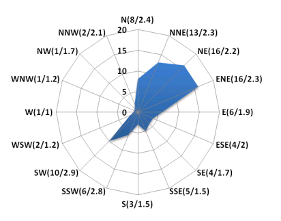 N(8/2.4)
NNW(2/2.1)
NNE(13/2.3)
NW(1/1.7)
NE(16/2.2)
WNW(1/1.2)
ENE(16/2.3)
W(1/1)
E(6/1.9)
WSW(2/1.2)
ESE(4/2)
SW(10/2.9)
SE(4/1.7)
SSW(6/2.8)
SSE(5/1.5)
S(3/1.5)
20
15
10
5
0